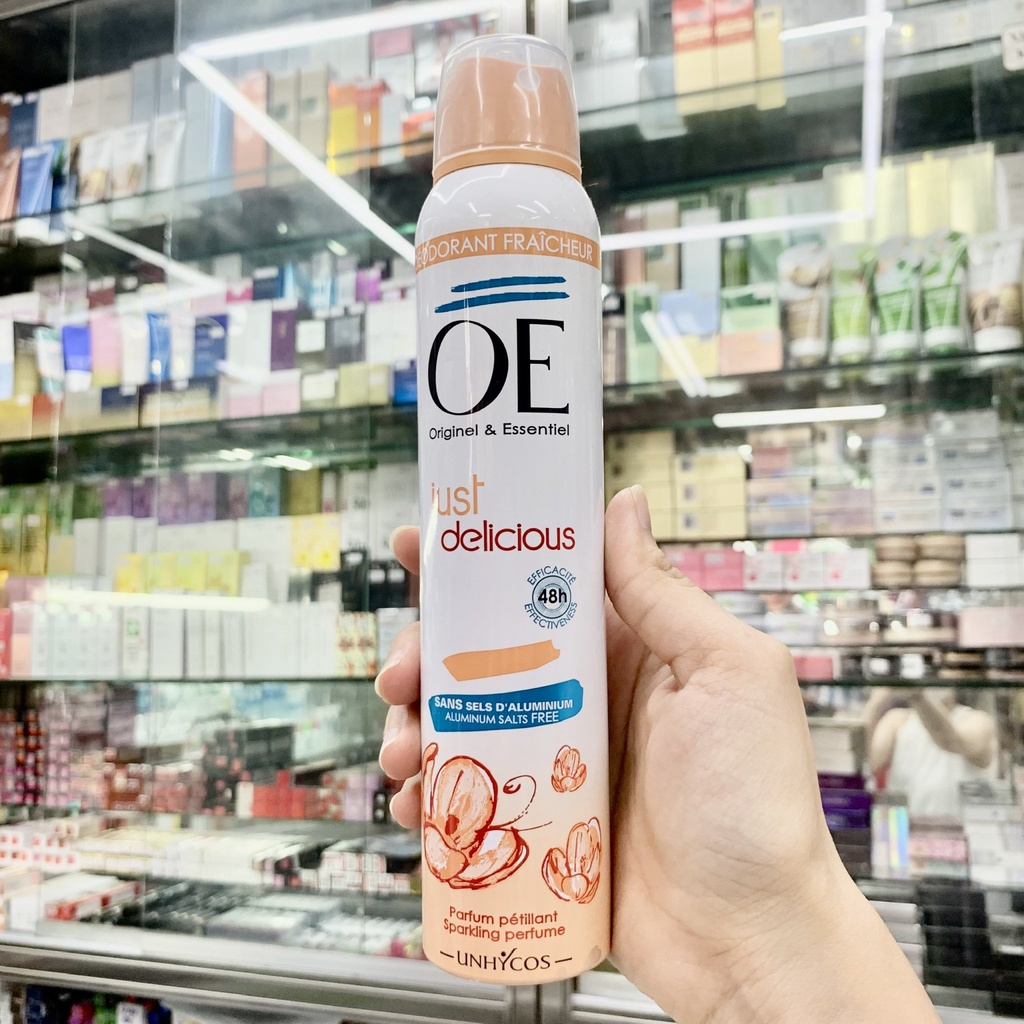 DÉODORANT FRAÎCHEUR
OE
Originel & Essentiel
just
delicious
EFFICACITÉ
48h
EFFECTIVENESS
SANS SELS D'ALUMINIUM
ALUMINUM SALTS FREE
Parfum pétillant
Sparkling perfume
UNHYCOS